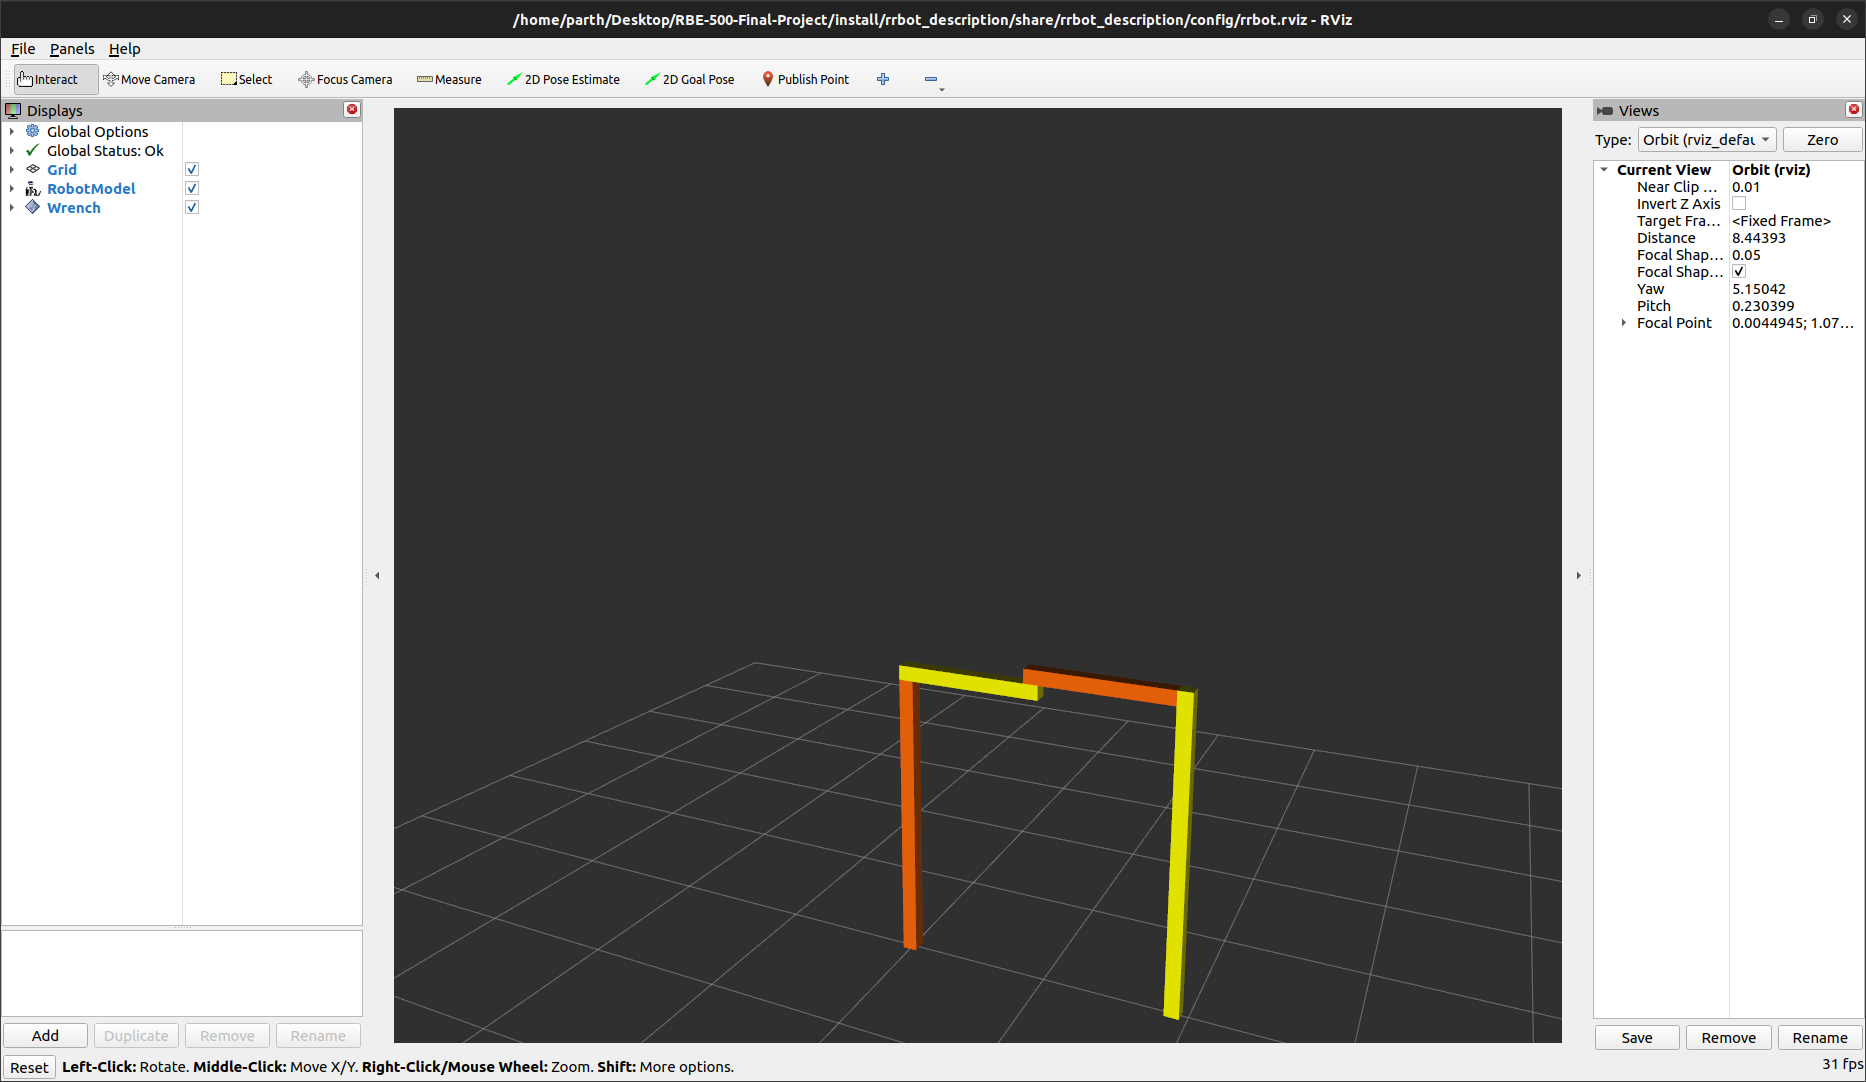 /home/parth/Desktop/RBE-500-Final-Project/install/rrbot_description/share/rrbot_description/config/rrbot.rviz - RViz
File Panels Help
Interact Move Camera Select Focus Camera Measure 2D Pose Estimate 2D Goal Pose Publish Point
Displays
Global Options
Global Status: Ok
Grid
RobotModel
Wrench
Add Duplicate Remove Rename
Views
Type: Orbit (rviz_defau Zero
Current View Orbit (rviz)
Near Clip ... 0.01
Invert Z Axis
Target Fra... <Fixed Frame>
Distance 8.44393
Focal Shap... 0.05
Focal Shap...
Yaw 5.15042
Pitch 0.230399
Focal Point 0.0044945; 1.07...
Save Remove Rename
Reset Left-Click: Rotate. Middle-Click: Move X/Y. Right-Click/Mouse Wheel: Zoom. Shift: More options. 31 fps